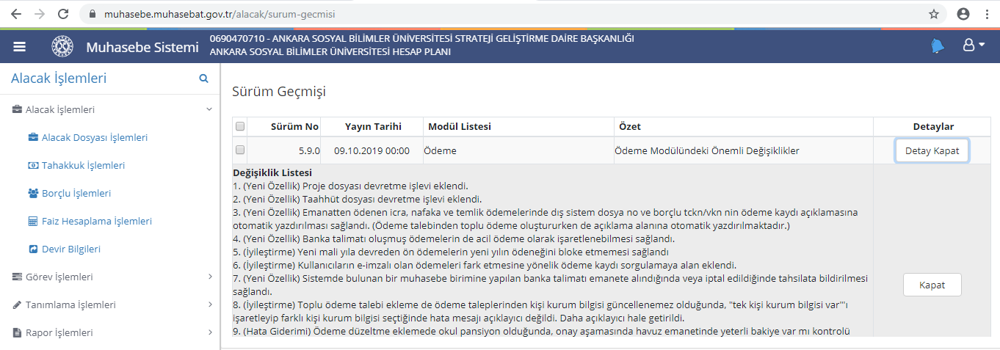 muhasebe.muhasebat.gov.tr/alacak/surum-gecmisi
Muhasebe Sistemi
0690470710 - ANKARA SOSYAL BİLİMLER ÜNİVERSİTESİ STRATEJİ GELİŞTİRME DAİRE BAŞKANLIĞI
ANKARA SOSYAL BİLİMLER ÜNİVERSİTESİ HESAP PLANI
Alacak İşlemleri
Alacak İşlemleri
Alacak Dosyası İşlemleri
Tahakkuk İşlemleri
Borçlu İşlemleri
Faiz Hesaplama İşlemleri
Devir Bilgileri
Görev İşlemleri
Tanımlama İşlemleri
Rapor İşlemleri
Sürüm Geçmişi
Sürüm No Yayın Tarihi Modül Listesi Özet Detaylar
5.9.0 09.10.2019 00:00 Ödeme Ödeme Modülündeki Önemli Değişiklikler Detay Kapat
Değişiklik Listesi
1. (Yeni Özellik) Proje dosyası devretme işlevi eklendi.
2. (Yeni Özellik) Taahhüt dosyası devretme işlevi eklendi.
3. (Yeni Özellik) Emanatten ödenen icra, nafaka ve temlik ödemelerinde dış sistem dosya no ve borçlu tckn/vkn nin ödeme kaydı açıklamasına
otomatik yazdırılması sağlandı. (Ödeme talebinden toplu ödeme oluştururken de açıklama alanına otomatik yazdırılmaktadır.)
4. (Yeni Özellik) Banka talimatı oluşmuş ödemelerin de acil ödeme olarak işaretlenebilmesi sağlandı.
5. (İyileştirme) Yeni mali yıla devreden ön ödemelerin yeni yılın ödeneğini bloke etmemesi sağlandı
6. (İyileştirme) Kullanıcıların e-imzalı olan ödemeleri fark etmesine yönelik ödeme kaydı sorgulamaya alan eklendi.
7. (Yeni Özellik) Sistemde bulunan bir muhasebe birimine yapılan banka talimatı emanete alındığında veya iptal edildiğinde tahsilata bildirilmesi
sağlandı.
8. (İyileştirme) Toplu ödeme talebi ekleme de ödeme taleplerinden kişi kurum bilgisi güncellenemez olduğunda, "tek kişi kurum bilgisi var"'ı
işaretleyip farklı kişi kurum bilgisi seçtiğinde hata mesajı açıklayıcı değildi. Daha açıklayıcı hale getirildi.
9. (Hata Giderimi) Ödeme düzeltme eklemede okul pansiyon olduğunda, onay aşamasında havuz emanetinde yeterli bakiye var mı kontrolü
Kapat